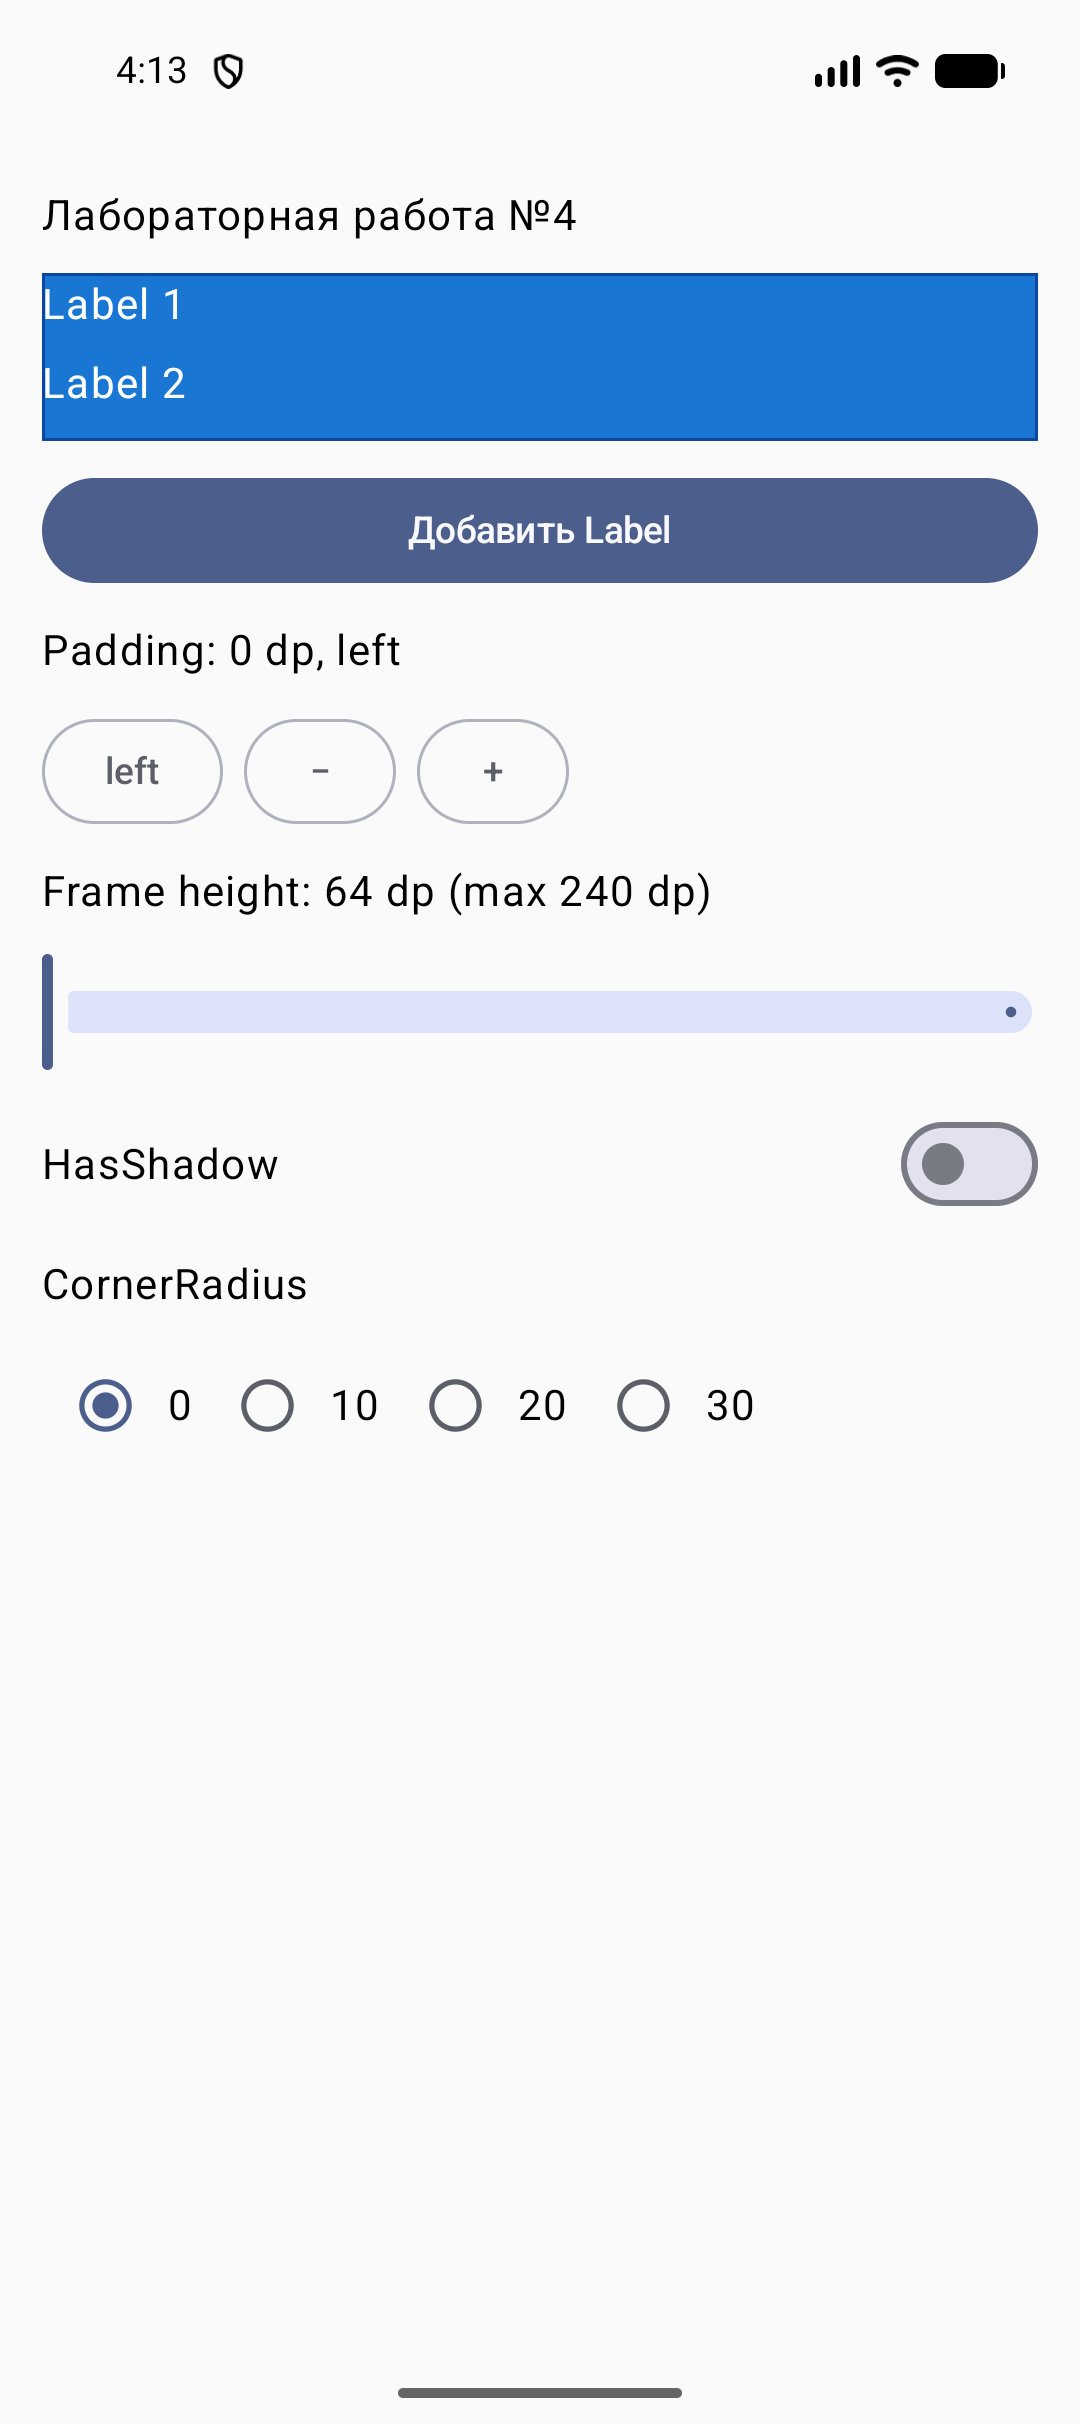 4:13
Лабораторная работа №4
Label 1
Label 2
Добавить Label
Padding: 0 dp, left
left − +
Frame height: 64 dp (max 240 dp)
HasShadow
CornerRadius
0 10 20 30